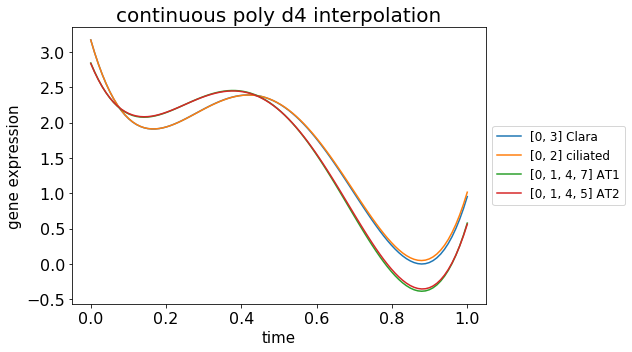 continuous poly d4 interpolation
3.0
2.5
2.0
1.5
1.0
0.5
0.0
−0.5
gene expression
0.0 0.2 0.4 0.6 0.8 1.0
time
[0, 3] Clara
[0, 2] ciliated
[0, 1, 4, 7] AT1
[0, 1, 4, 5] AT2